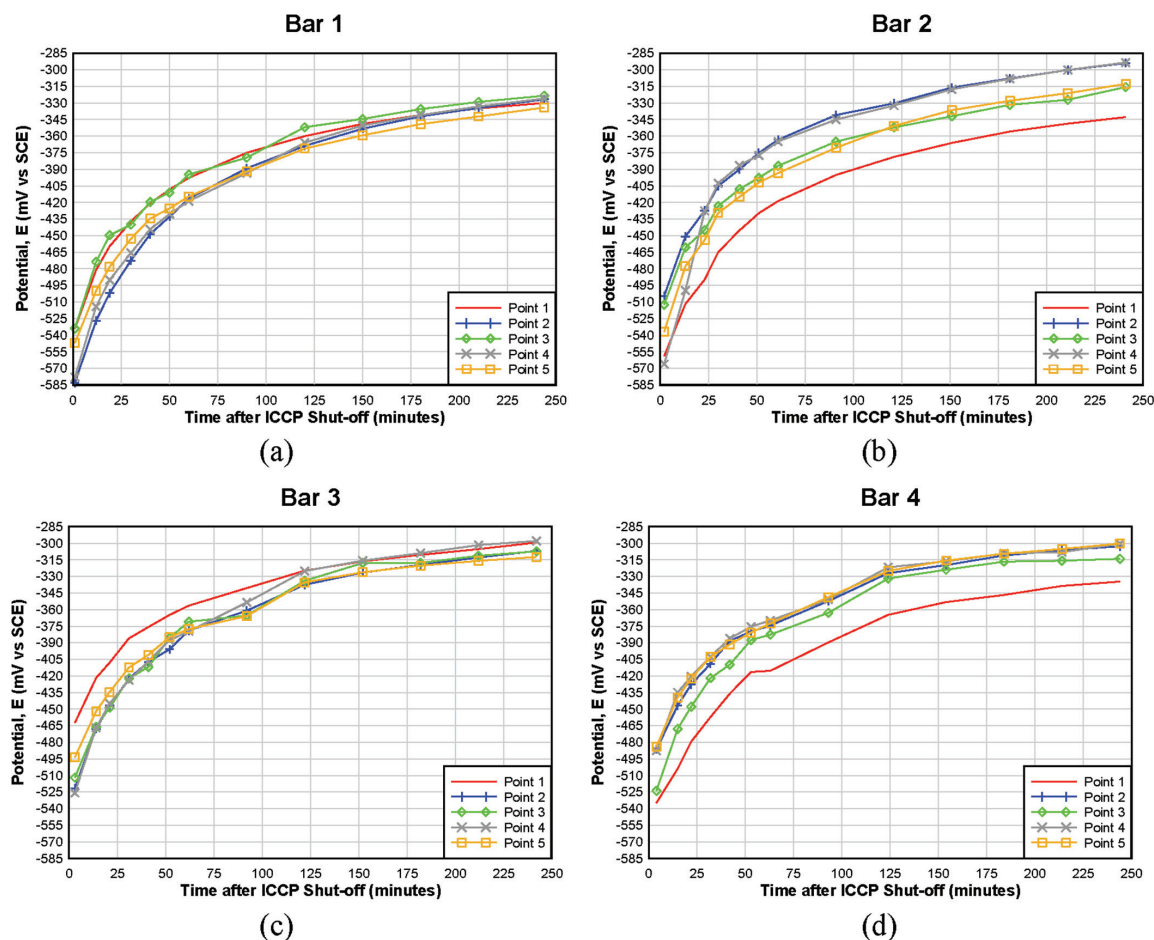 Bar 1
-285
-300
-315
-330
-345
-360
-375
-390
-405
-420
-435
-450
-465
-480
-495
-510
-525
-540
-555
-570
-585
Potential, E (mV vs SCE)
Point 1
Point 2
Point 3
Point 4
Point 5
0 25 50 75 100 125 150 175 200 225 250
Time after ICCP Shut-off (minutes)
(a)
Bar 2
-285
-300
-315
-330
-345
-360
-375
-390
-405
-420
-435
-450
-465
-480
-495
-510
-525
-540
-555
-570
-585
Potential, E (mV vs SCE)
Point 1
Point 2
Point 3
Point 4
Point 5
0 25 50 75 100 125 150 175 200 225 250
Time after ICCP Shut-off (minutes)
(b)
Bar 3
-285
-300
-315
-330
-345
-360
-375
-390
-405
-420
-435
-450
-465
-480
-495
-510
-525
-540
-555
-570
-585
Potential, E (mV vs SCE)
Point 1
Point 2
Point 3
Point 4
Point 5
0 25 50 75 100 125 150 175 200 225 250
Time after ICCP Shut-off (minutes)
(c)
Bar 4
-285
-300
-315
-330
-345
-360
-375
-390
-405
-420
-435
-450
-465
-480
-495
-510
-525
-540
-555
-570
-585
Potential, E (mV vs SCE)
Point 1
Point 2
Point 3
Point 4
Point 5
0 25 50 75 100 125 150 175 200 225 250
Time after ICCP Shut-off (minutes)
(d)